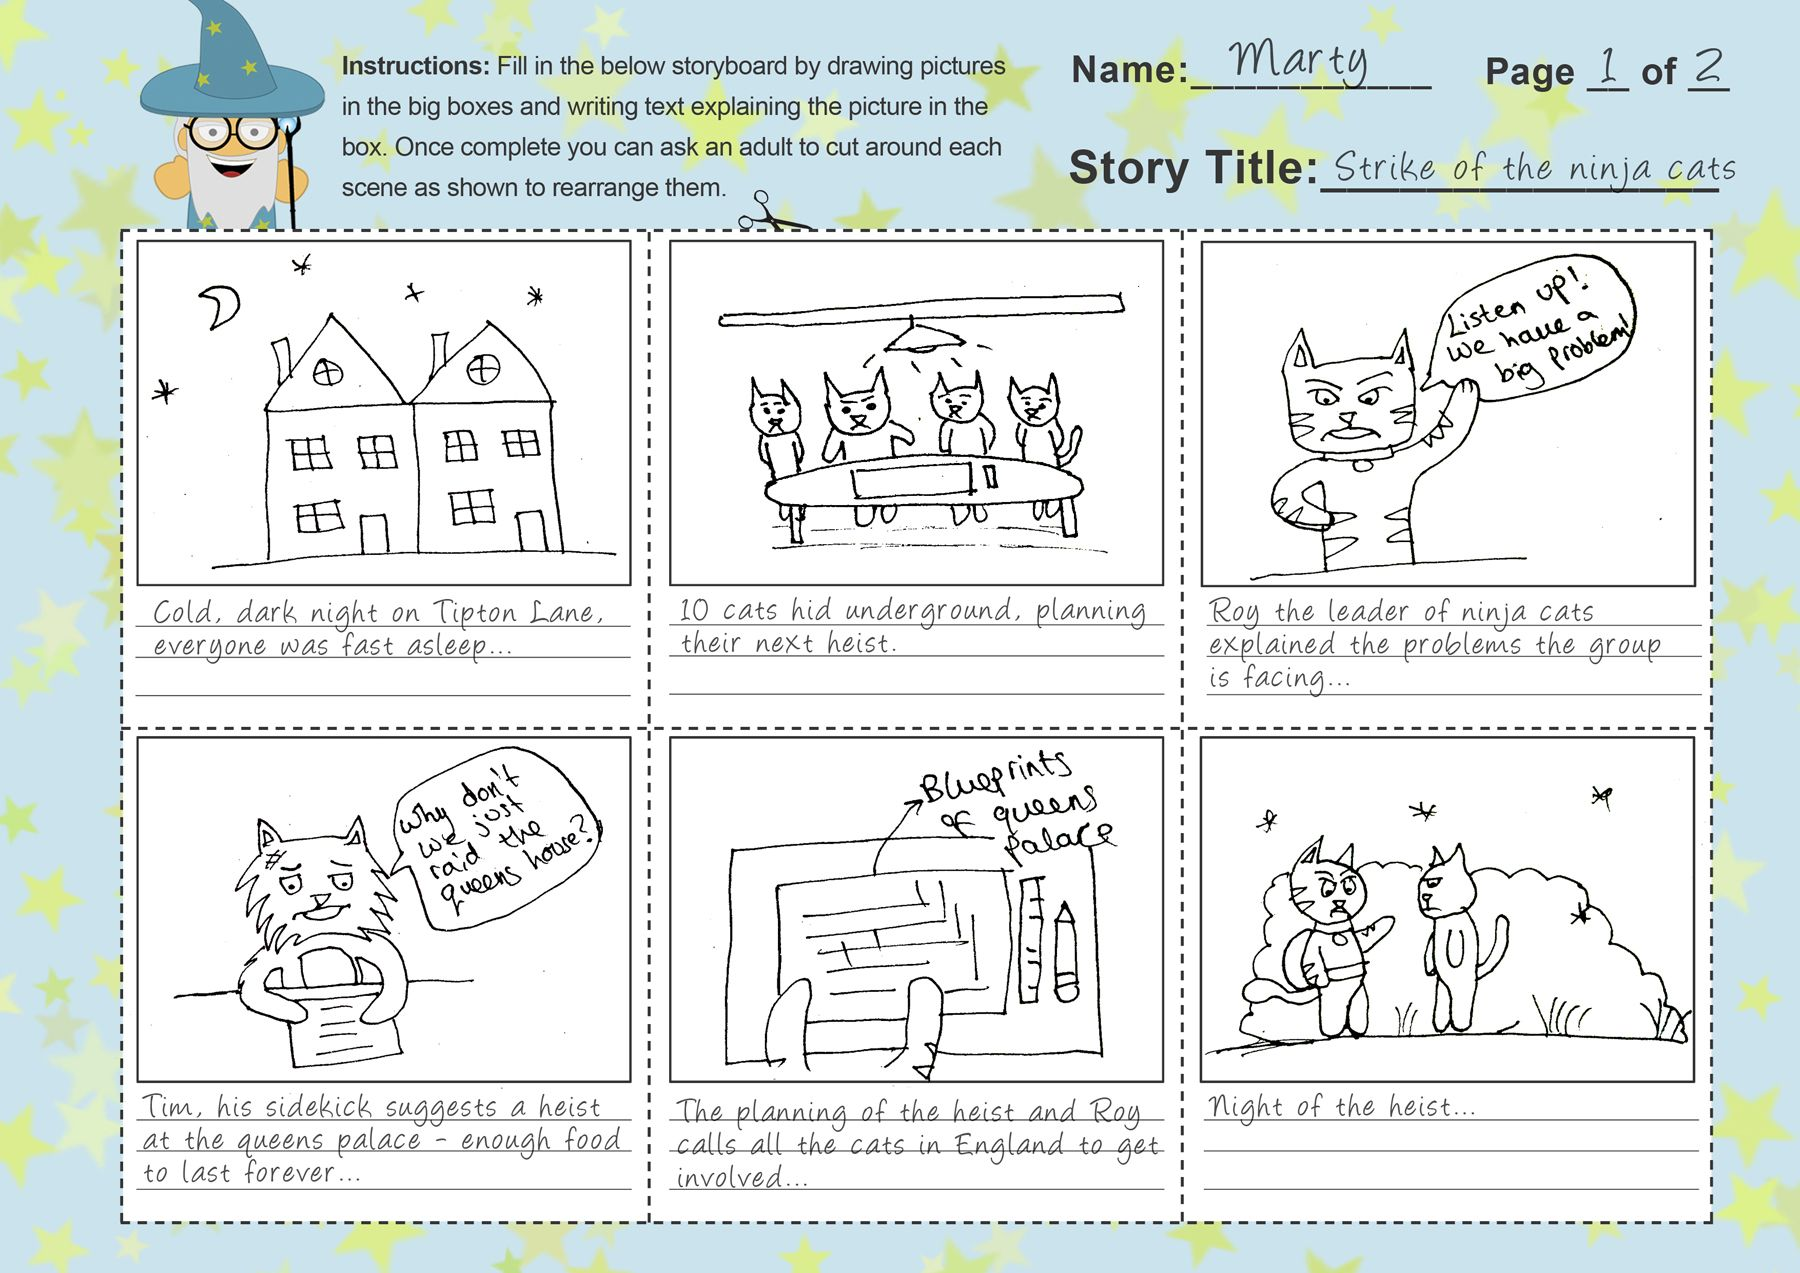 Instructions: Fill in the below storyboard by drawing pictures
in the big boxes and writing text explaining the picture in the
box. Once complete you can ask an adult to cut around each
scene as shown to rearrange them.
Name: Marty
Page 1 of 2
Story Title: Strike of the ninja cats
Cold, dark night on Tipton Lane,
everyone was fast asleep...
10 cats hid underground, planning
their next heist.
Listen up!
we have a
big problem!
Roy the leader of ninja cats
explained the problems the group
is facing...
Why don't
we just
raid the
queens house?
Tim, his sidekick suggests a heist
at the queens palace - enough food
to last forever...
Blueprints
of queens
palace
The planning of the heist and Roy
calls all the cats in England to get
involved...
Night of the heist...